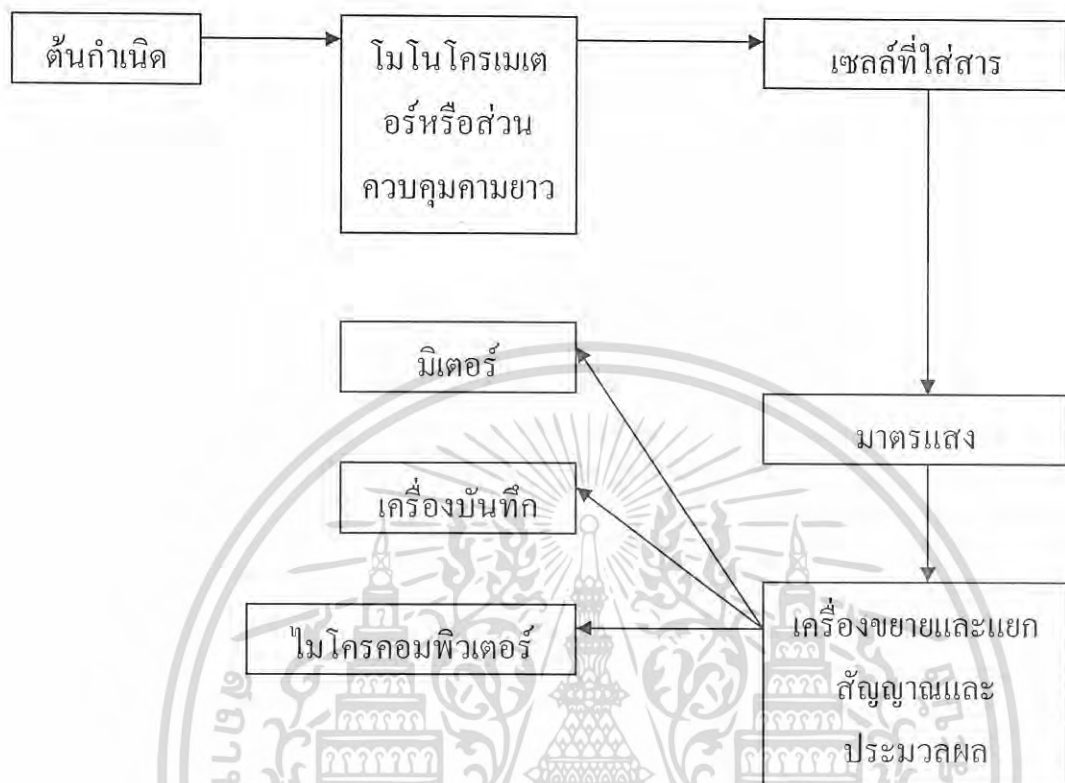 ต้นกำเนิด
โมโนโครเมเต
อร์หรือส่วน
ควบคุมคามยาว
เซลล์ที่ใส่สาร
มาตรแสง
เครื่องขยายและแยก
สัญญาณและ
ประมวลผล
มิเตอร์
เครื่องบันทึก
ไมโครคอมพิวเตอร์